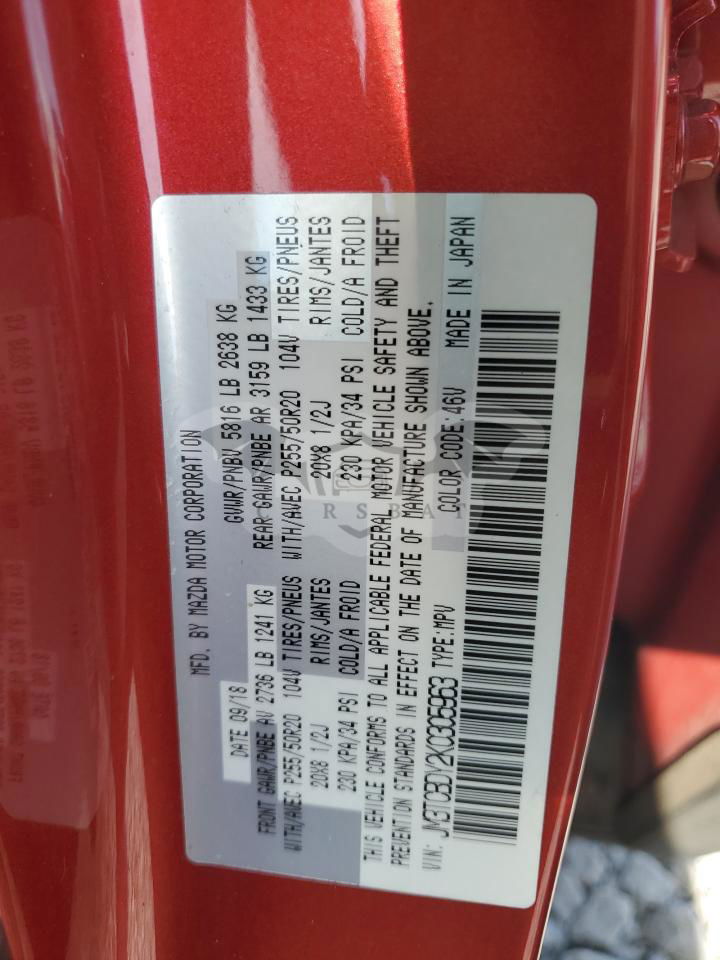 MFD. BY MAZDA MOTOR CORPORATION
DATE 09/18 GVWR/PNBV 5816 LB 2638 KG
FRONT GAWR/PNBE AV 2736 LB 1241 KG REAR GAWR/PNBE AR 3159 LB 1433 KG
WITH/AVEC P255/50R20 104V TIRES/PNEUS WITH/AVEC P255/50R20 104V TIRES/PNEUS
20X8 1/2J RIMS/JANTES 20X8 1/2J RIMS/JANTES
230 KPA/34 PSI COLD/A FROID 230 KPA/34 PSI COLD/A FROID
THIS VEHICLE CONFORMS TO ALL APPLICABLE FEDERAL MOTOR VEHICLE SAFETY AND THEFT
PREVENTION STANDARDS IN EFFECT ON THE DATE OF MANUFACTURE SHOWN ABOVE.
VIN: JM3TCBDY2K0305963 TYPE:MPV COLOR CODE:46V MADE IN JAPAN
CARSBAT